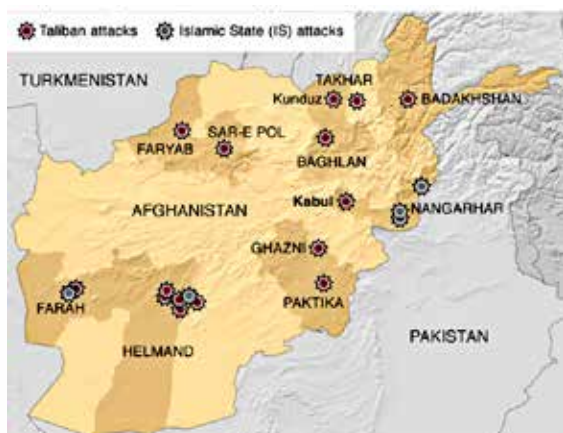 Taliban attacks Islamic State (IS) attacks
TURKMENISTAN
TAKHAR
Kunduz
BADAKHSHAN
SAR-E POL
FARYAB
BAGHLAN
Kabul
AFGHANISTAN
NANGARHAR
GHAZNI
PAKTIKA
FARAH
PAKISTAN
HELMAND